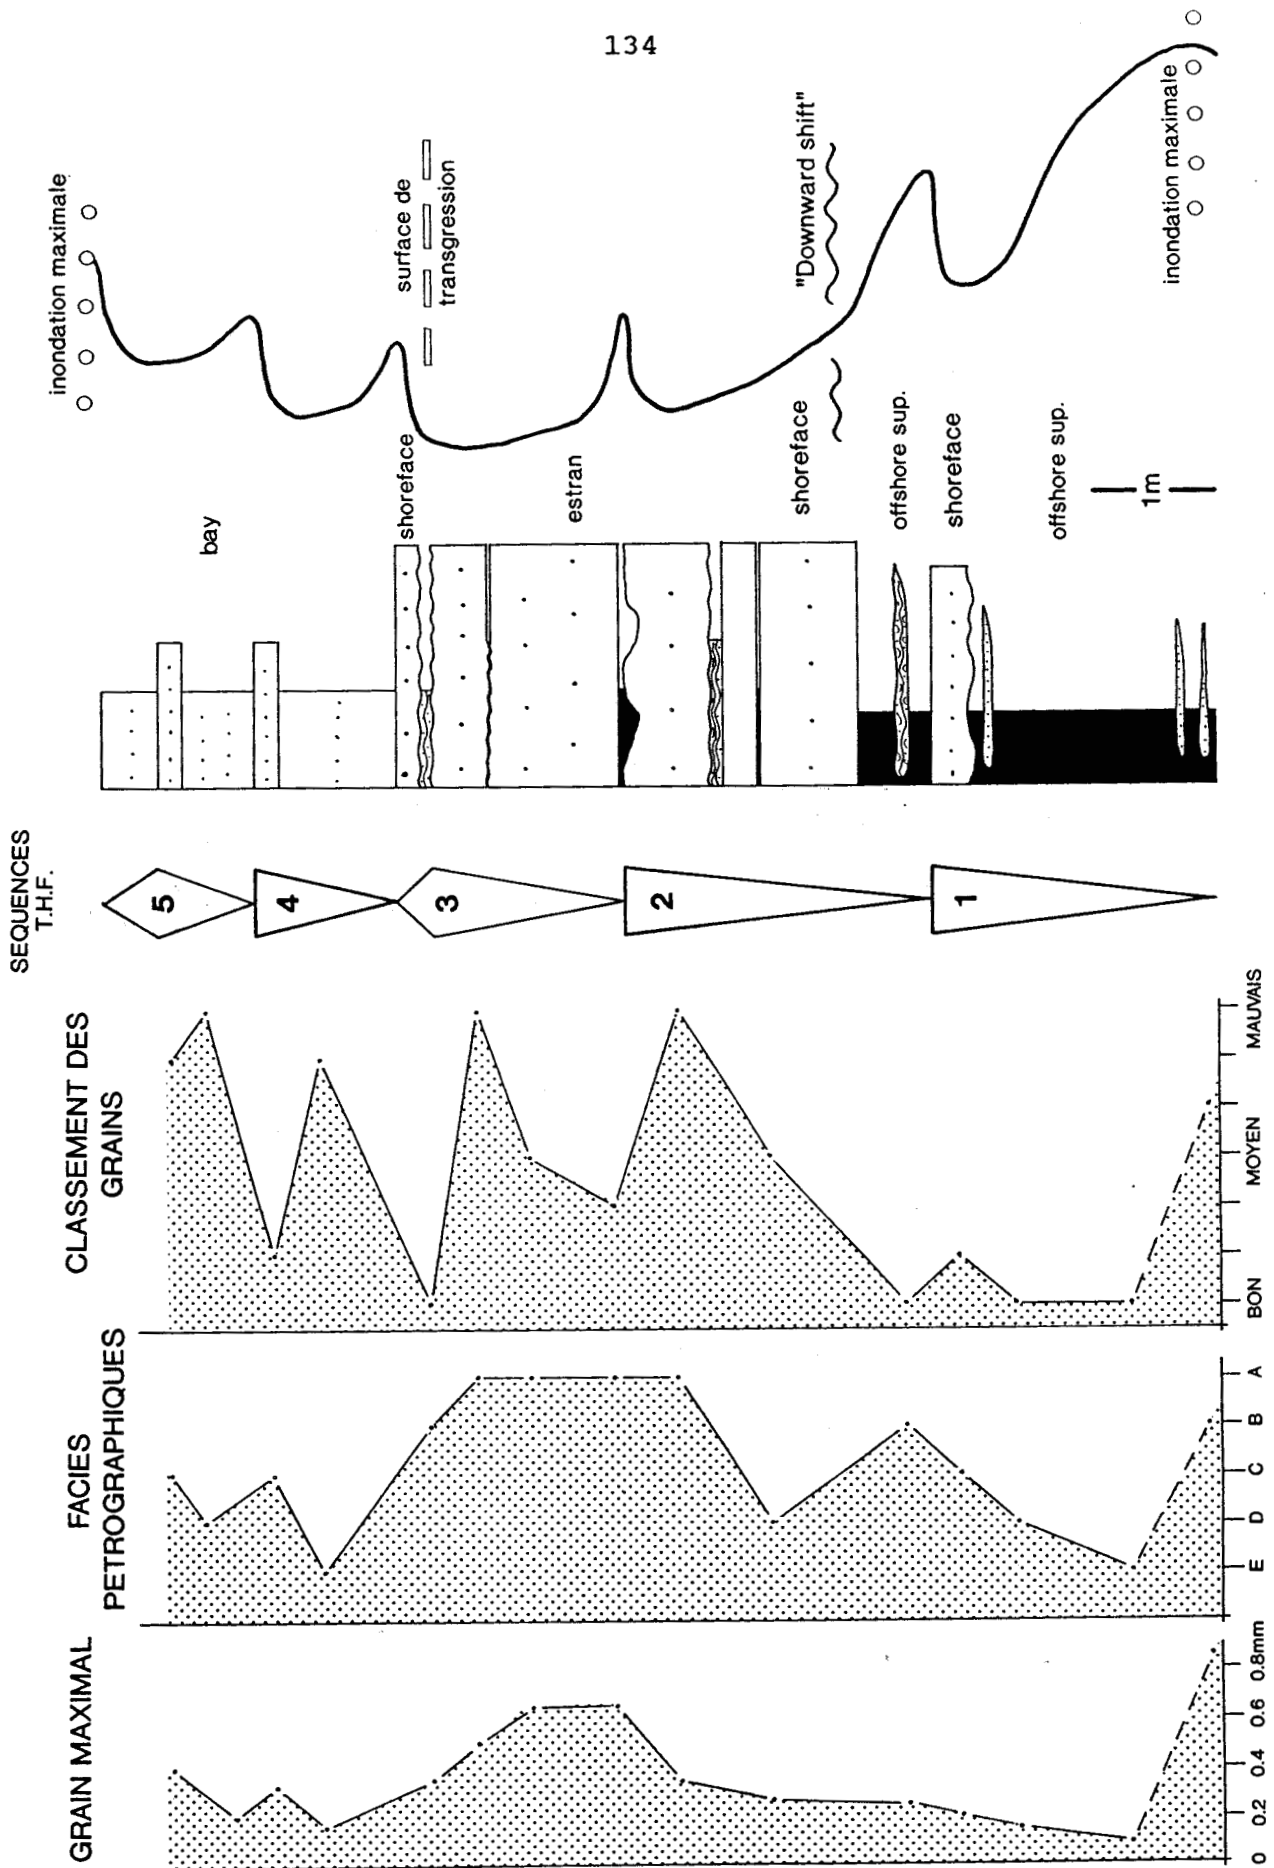 134
GRAIN MAXIMAL
0
0.2
0.4
0.6
0.8mm
FACIES
PETROGRAPHIQUES
E
D
C
B
A
CLASSEMENT DES
GRAINS
BON
MOYEN
MAUVAIS
SEQUENCES
T.H.F.
5
4
3
2
1
bay
shoreface
estran
shoreface
offshore sup.
shoreface
offshore sup.
1m
inondation maximale
surface de
transgression
"Downward shift"
inondation maximale